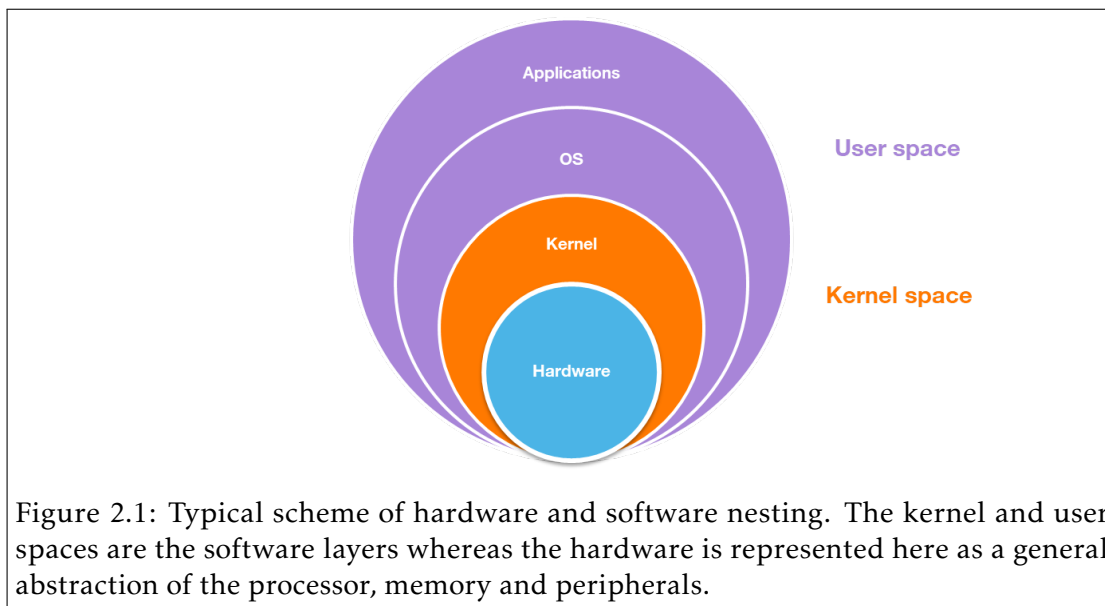 Applications
User space
OS
Kernel
Kernel space
Hardware
Figure 2.1: Typical scheme of hardware and software nesting. The kernel and user
spaces are the software layers whereas the hardware is represented here as a general
abstraction of the processor, memory and peripherals.